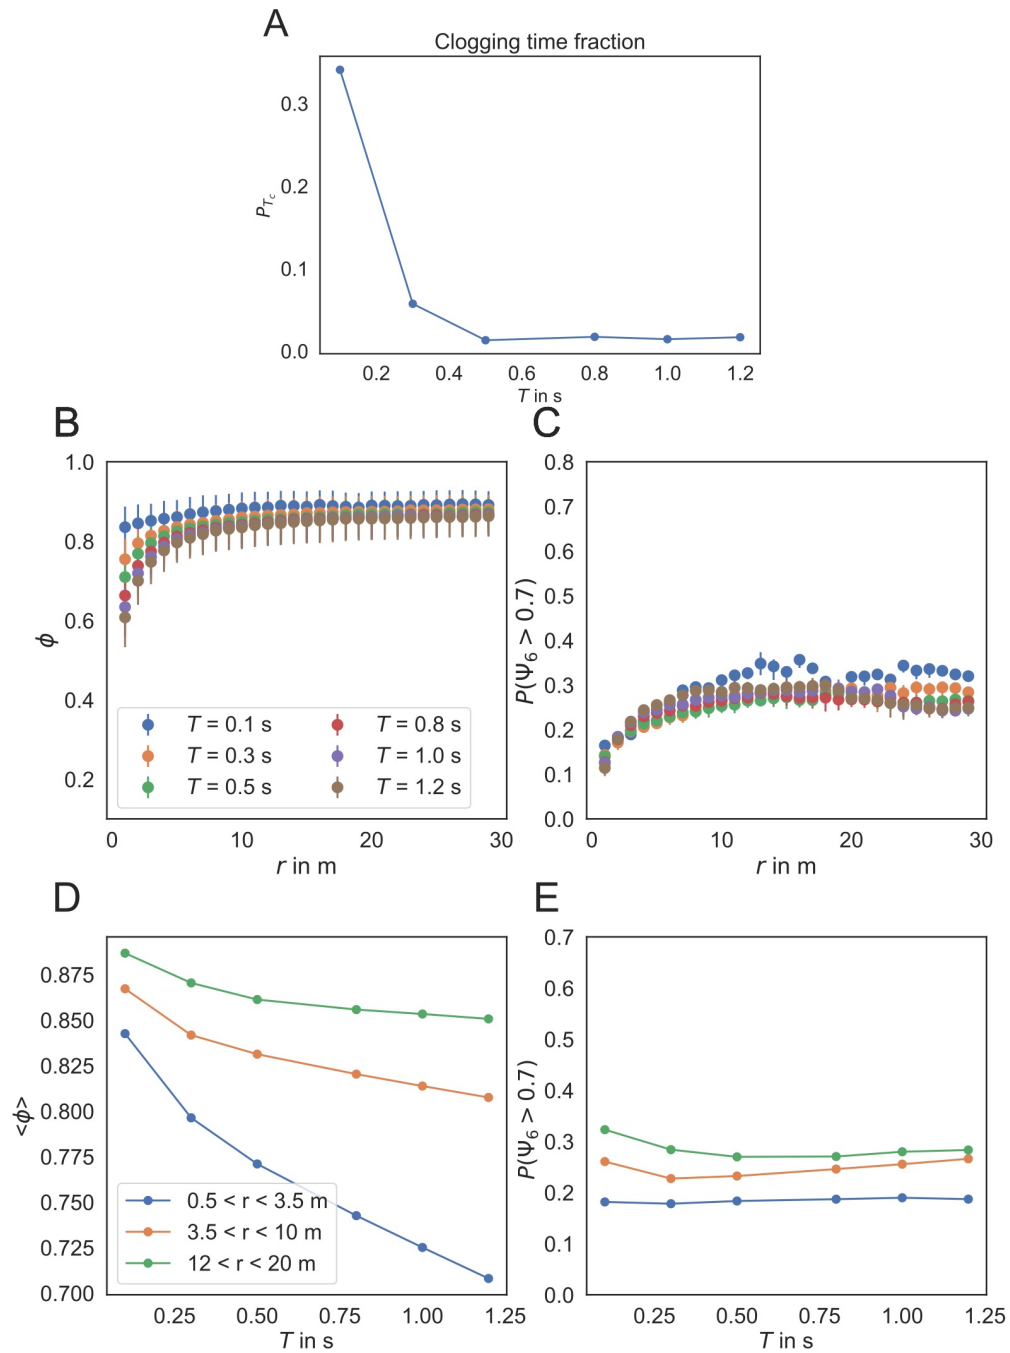 A
Clogging time fraction
0.3
0.2
0.1
0.0
P_{T_c}
0.2 0.4 0.6 0.8 1.0 1.2
T in s
B
1.0
0.8
0.6
0.4
0.2
ϕ
T = 0.1 s T = 0.8 s
T = 0.3 s T = 1.0 s
T = 0.5 s T = 1.2 s
0 10 20 30
r in m
C
0.8
0.7
0.6
0.5
0.4
0.3
0.2
0.1
0.0
P(Ψ₆ > 0.7)
0 10 20 30
r in m
D
0.875
0.850
0.825
0.800
0.775
0.750
0.725
0.700
<ϕ>
0.5 < r < 3.5 m
3.5 < r < 10 m
12 < r < 20 m
0.25 0.50 0.75 1.00 1.25
T in s
E
0.7
0.6
0.5
0.4
0.3
0.2
0.1
0.0
P(Ψ₆ > 0.7)
0.25 0.50 0.75 1.00 1.25
T in s